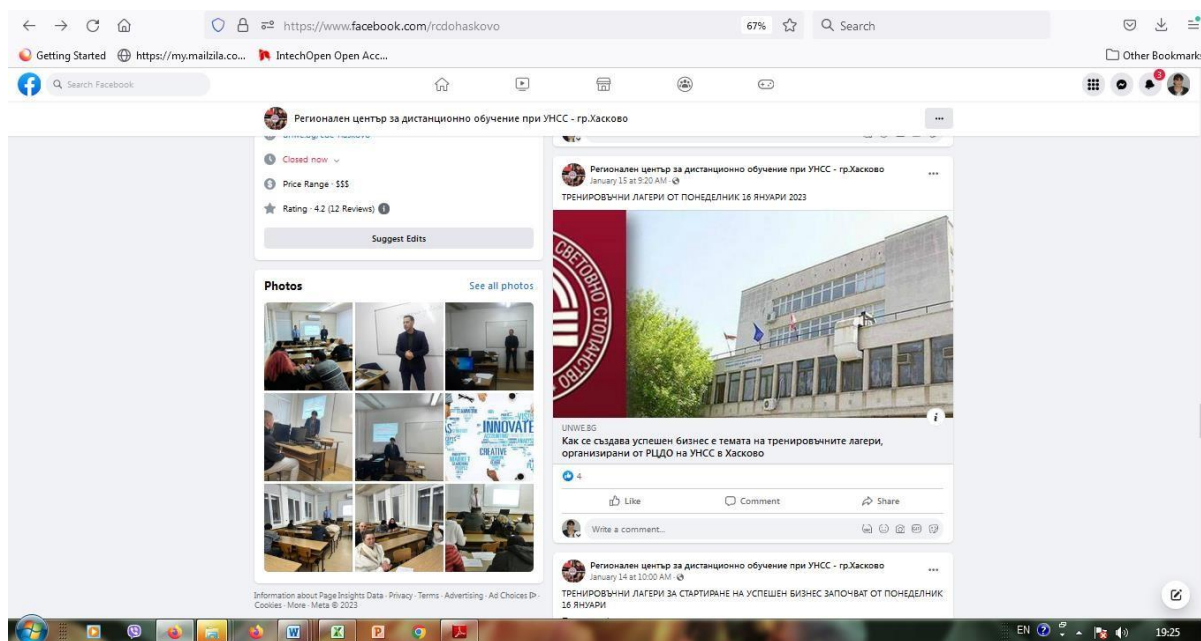 https://www.facebook.com/rcdohaskovo
67%
Search
Getting Started
https://my.mailzila.co...
IntechOpen Open Acc...
Other Bookmarks
Search Facebook
3
Регионален център за дистанционно обучение при УНСС - гр.Хасково
Closed now
Price Range · $$$
Rating · 4.2 (12 Reviews)
Suggest Edits
Photos
See all photos
INNOVATE
CREATIVE
Information about Page Insights Data · Privacy · Terms · Advertising · Ad Choices ·
Cookies · More · Meta © 2023
Регионален център за дистанционно обучение при УНСС - гр.Хасково
January 15 at 9:20 AM ·
ТРЕНИРОВЪЧНИ ЛАГЕРИ ОТ ПОНЕДЕЛНИК 16 ЯНУАРИ 2023
СВЕТОВНО СТОПАНСТВО
UNWE.BG
Как се създава успешен бизнес е темата на тренировъчните лагери,
организирани от РЦДО на УНСС в Хасково
4
Like
Comment
Share
Write a comment...
Регионален център за дистанционно обучение при УНСС - гр.Хасково
January 14 at 10:00 AM ·
ТРЕНИРОВЪЧНИ ЛАГЕРИ ЗА СТАРТИРАНЕ НА УСПЕШЕН БИЗНЕС ЗАПОЧВАТ ОТ ПОНЕДЕЛНИК
16 ЯНУАРИ
EN
19:25